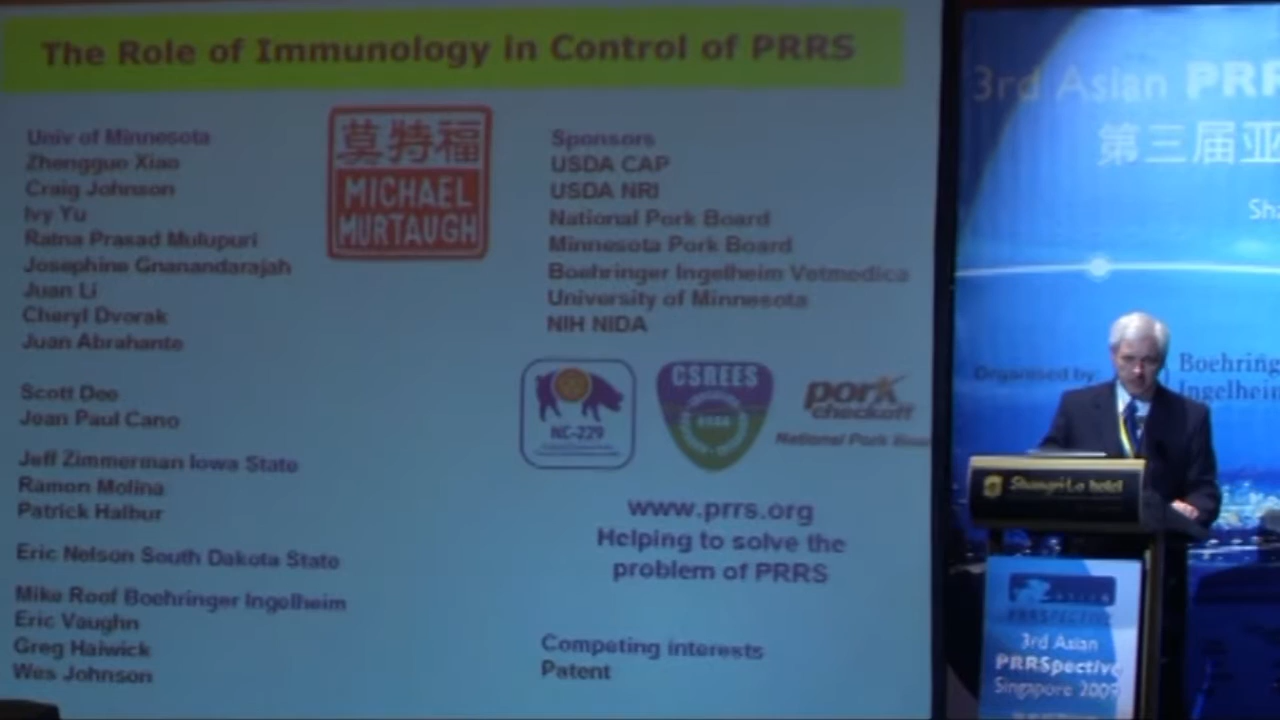 The Role of Immunology in Control of PRRS
Univ of Minnesota
Zhengguo Xiao
Craig Johnson
Ivy Yu
Ratna Prasad Mulupuri
Josephine Gnanandarajah
Juan Li
Cheryl Dvorak
Juan Abrahante
Scott Dee
Jean Paul Cano
Jeff Zimmerman Iowa State
Ramon Molina
Patrick Halbur
Eric Nelson South Dakota State
Mike Roof Boehringer Ingelheim
Eric Vaughn
Greg Haiwick
Wes Johnson
莫特福
MICHAEL
MURTAUGH
Sponsors
USDA CAP
USDA NRI
National Pork Board
Minnesota Pork Board
Boehringer Ingelheim Vetmedica
University of Minnesota
NIH NIDA
NC-229
CSREES
USDA
pork
checkoff
National Pork
www.prrs.org
Helping to solve the
problem of PRRS
Competing interests
Patent
3rd Asian PRR
第三届亚
Sh
Organised by:
Boehring
Ingelheim
Shangri-La hotel
3rd Asian
PRRSpective
Singapore 2009